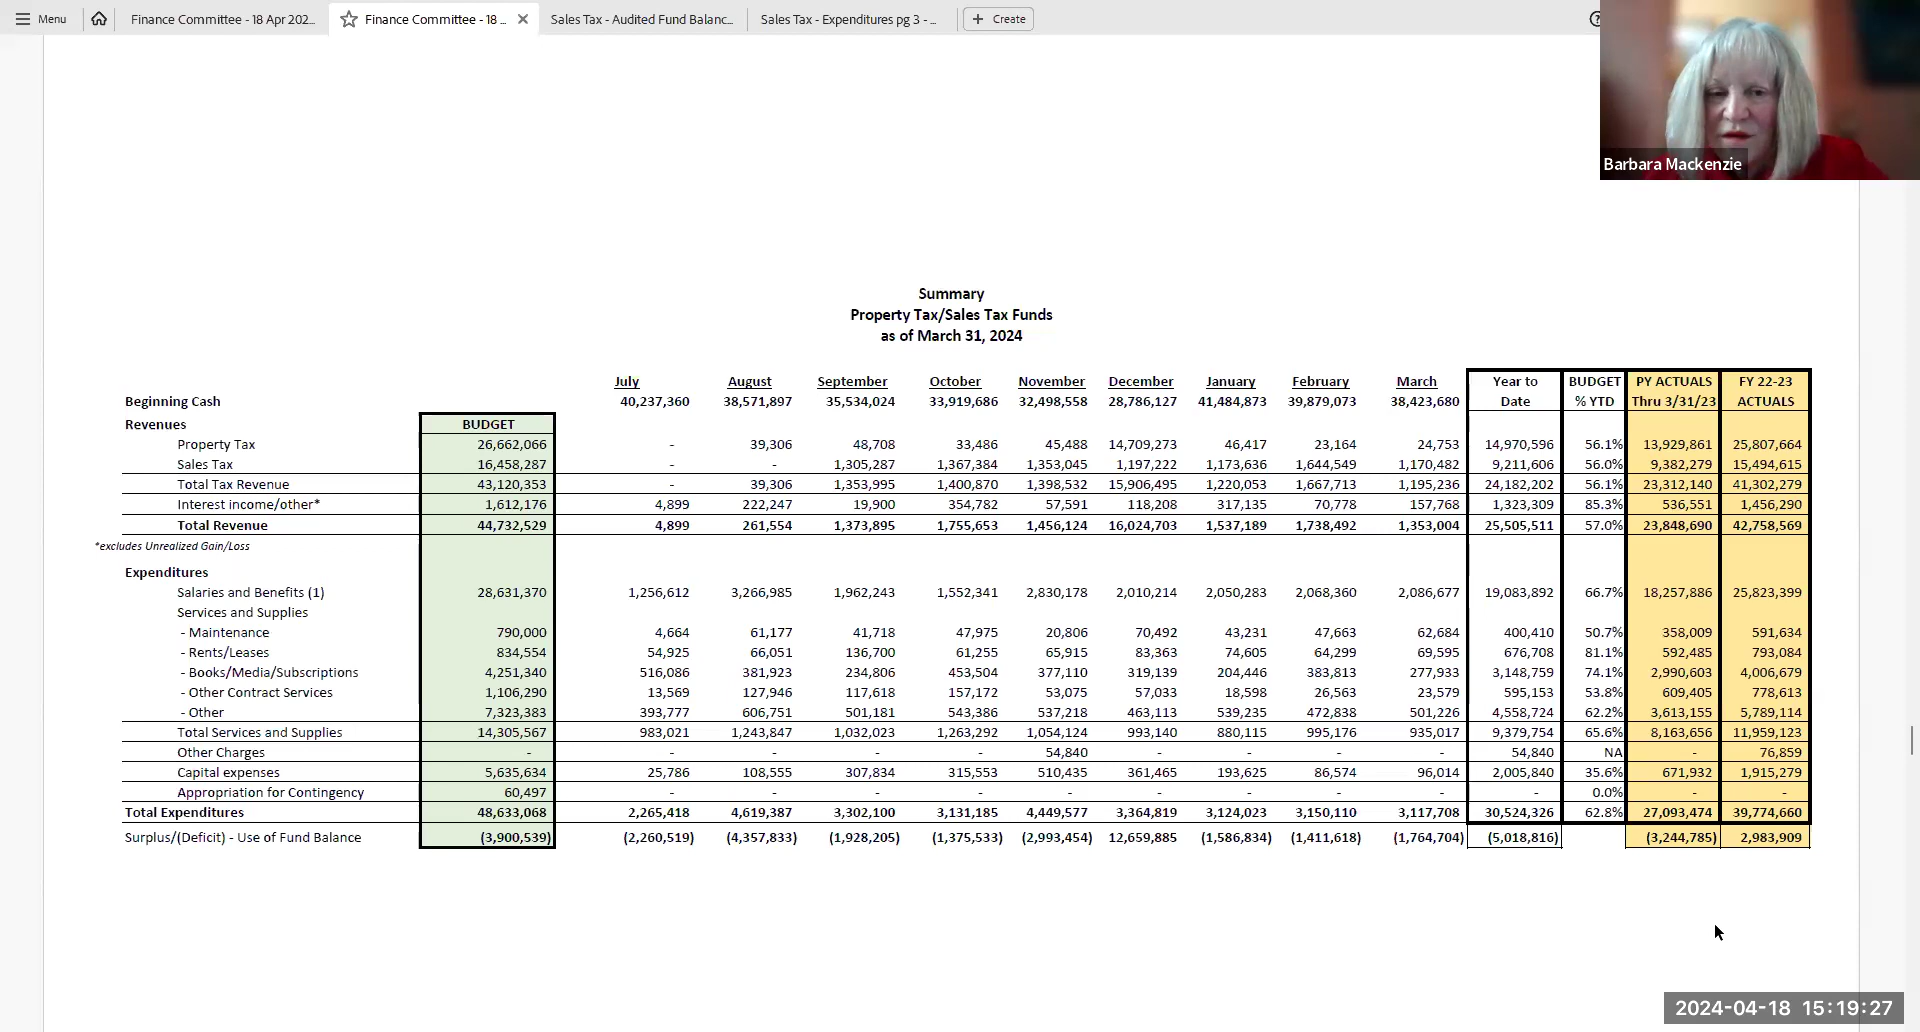 Menu
Finance Committee - 18 Apr 202...
Finance Committee - 18 ...
Sales Tax - Audited Fund Balanc...
Sales Tax - Expenditures pg 3 - ...
Create
Barbara Mackenzie
Summary
Property Tax/Sales Tax Funds
as of March 31, 2024
July August September October November December January February March Year to Date BUDGET % YTD PY ACTUALS Thru 3/31/23 FY 22-23 ACTUALS
Beginning Cash 40,237,360 38,571,897 35,534,024 33,919,686 32,498,558 28,786,127 41,484,873 39,879,073 38,423,680
Revenues BUDGET
Property Tax 26,662,066 - 39,306 48,708 33,486 45,488 14,709,273 46,417 23,164 24,753 14,970,596 56.1% 13,929,861 25,807,664
Sales Tax 16,458,287 - - 1,305,287 1,367,384 1,353,045 1,197,222 1,173,636 1,644,549 1,170,482 9,211,606 56.0% 9,382,279 15,494,615
Total Tax Revenue 43,120,353 - 39,306 1,353,995 1,400,870 1,398,532 15,906,495 1,220,053 1,667,713 1,195,236 24,182,202 56.1% 23,312,140 41,302,279
Interest income/other* 1,612,176 4,899 222,247 19,900 354,782 57,591 118,208 317,135 70,778 157,768 1,323,309 85.3% 536,551 1,456,290
Total Revenue 44,732,529 4,899 261,554 1,373,895 1,755,653 1,456,124 16,024,703 1,537,189 1,738,492 1,353,004 25,505,511 57.0% 23,848,690 42,758,569
*excludes Unrealized Gain/Loss
Expenditures
Salaries and Benefits (1) 28,631,370 1,256,612 3,266,985 1,962,243 1,552,341 2,830,178 2,010,214 2,050,283 2,068,360 2,086,677 19,083,892 66.7% 18,257,886 25,823,399
Services and Supplies
- Maintenance 790,000 4,664 61,177 41,718 47,975 20,806 70,492 43,231 47,663 62,684 400,410 50.7% 358,009 591,634
- Rents/Leases 834,554 54,925 66,051 136,700 61,255 65,915 83,363 74,605 64,299 69,595 676,708 81.1% 592,485 793,084
- Books/Media/Subscriptions 4,251,340 516,086 381,923 234,806 453,504 377,110 319,139 204,446 383,813 277,933 3,148,759 74.1% 2,990,603 4,006,679
- Other Contract Services 1,106,290 13,569 127,946 117,618 157,172 53,075 57,033 18,598 26,563 23,579 595,153 53.8% 609,405 778,613
- Other 7,323,383 393,777 606,751 501,181 543,386 537,218 463,113 539,235 472,838 501,226 4,558,724 62.2% 3,613,155 5,789,114
Total Services and Supplies 14,305,567 983,021 1,243,847 1,032,023 1,263,292 1,054,124 993,140 880,115 995,176 935,017 9,379,754 65.6% 8,163,656 11,959,123
Other Charges - - - - - 54,840 - - - - 54,840 NA - 76,859
Capital expenses 5,635,634 25,786 108,555 307,834 315,553 510,435 361,465 193,625 86,574 96,014 2,005,840 35.6% 671,932 1,915,279
Appropriation for Contingency 60,497 - - - - - - - - - - 0.0% - -
Total Expenditures 48,633,068 2,265,418 4,619,387 3,302,100 3,131,185 4,449,577 3,364,819 3,124,023 3,150,110 3,117,708 30,524,326 62.8% 27,093,474 39,774,660
Surplus/(Deficit) - Use of Fund Balance (3,900,539) (2,260,519) (4,357,833) (1,928,205) (1,375,533) (2,993,454) 12,659,885 (1,586,834) (1,411,618) (1,764,704) (5,018,816) (3,244,785) 2,983,909
2024-04-18 15:19:27